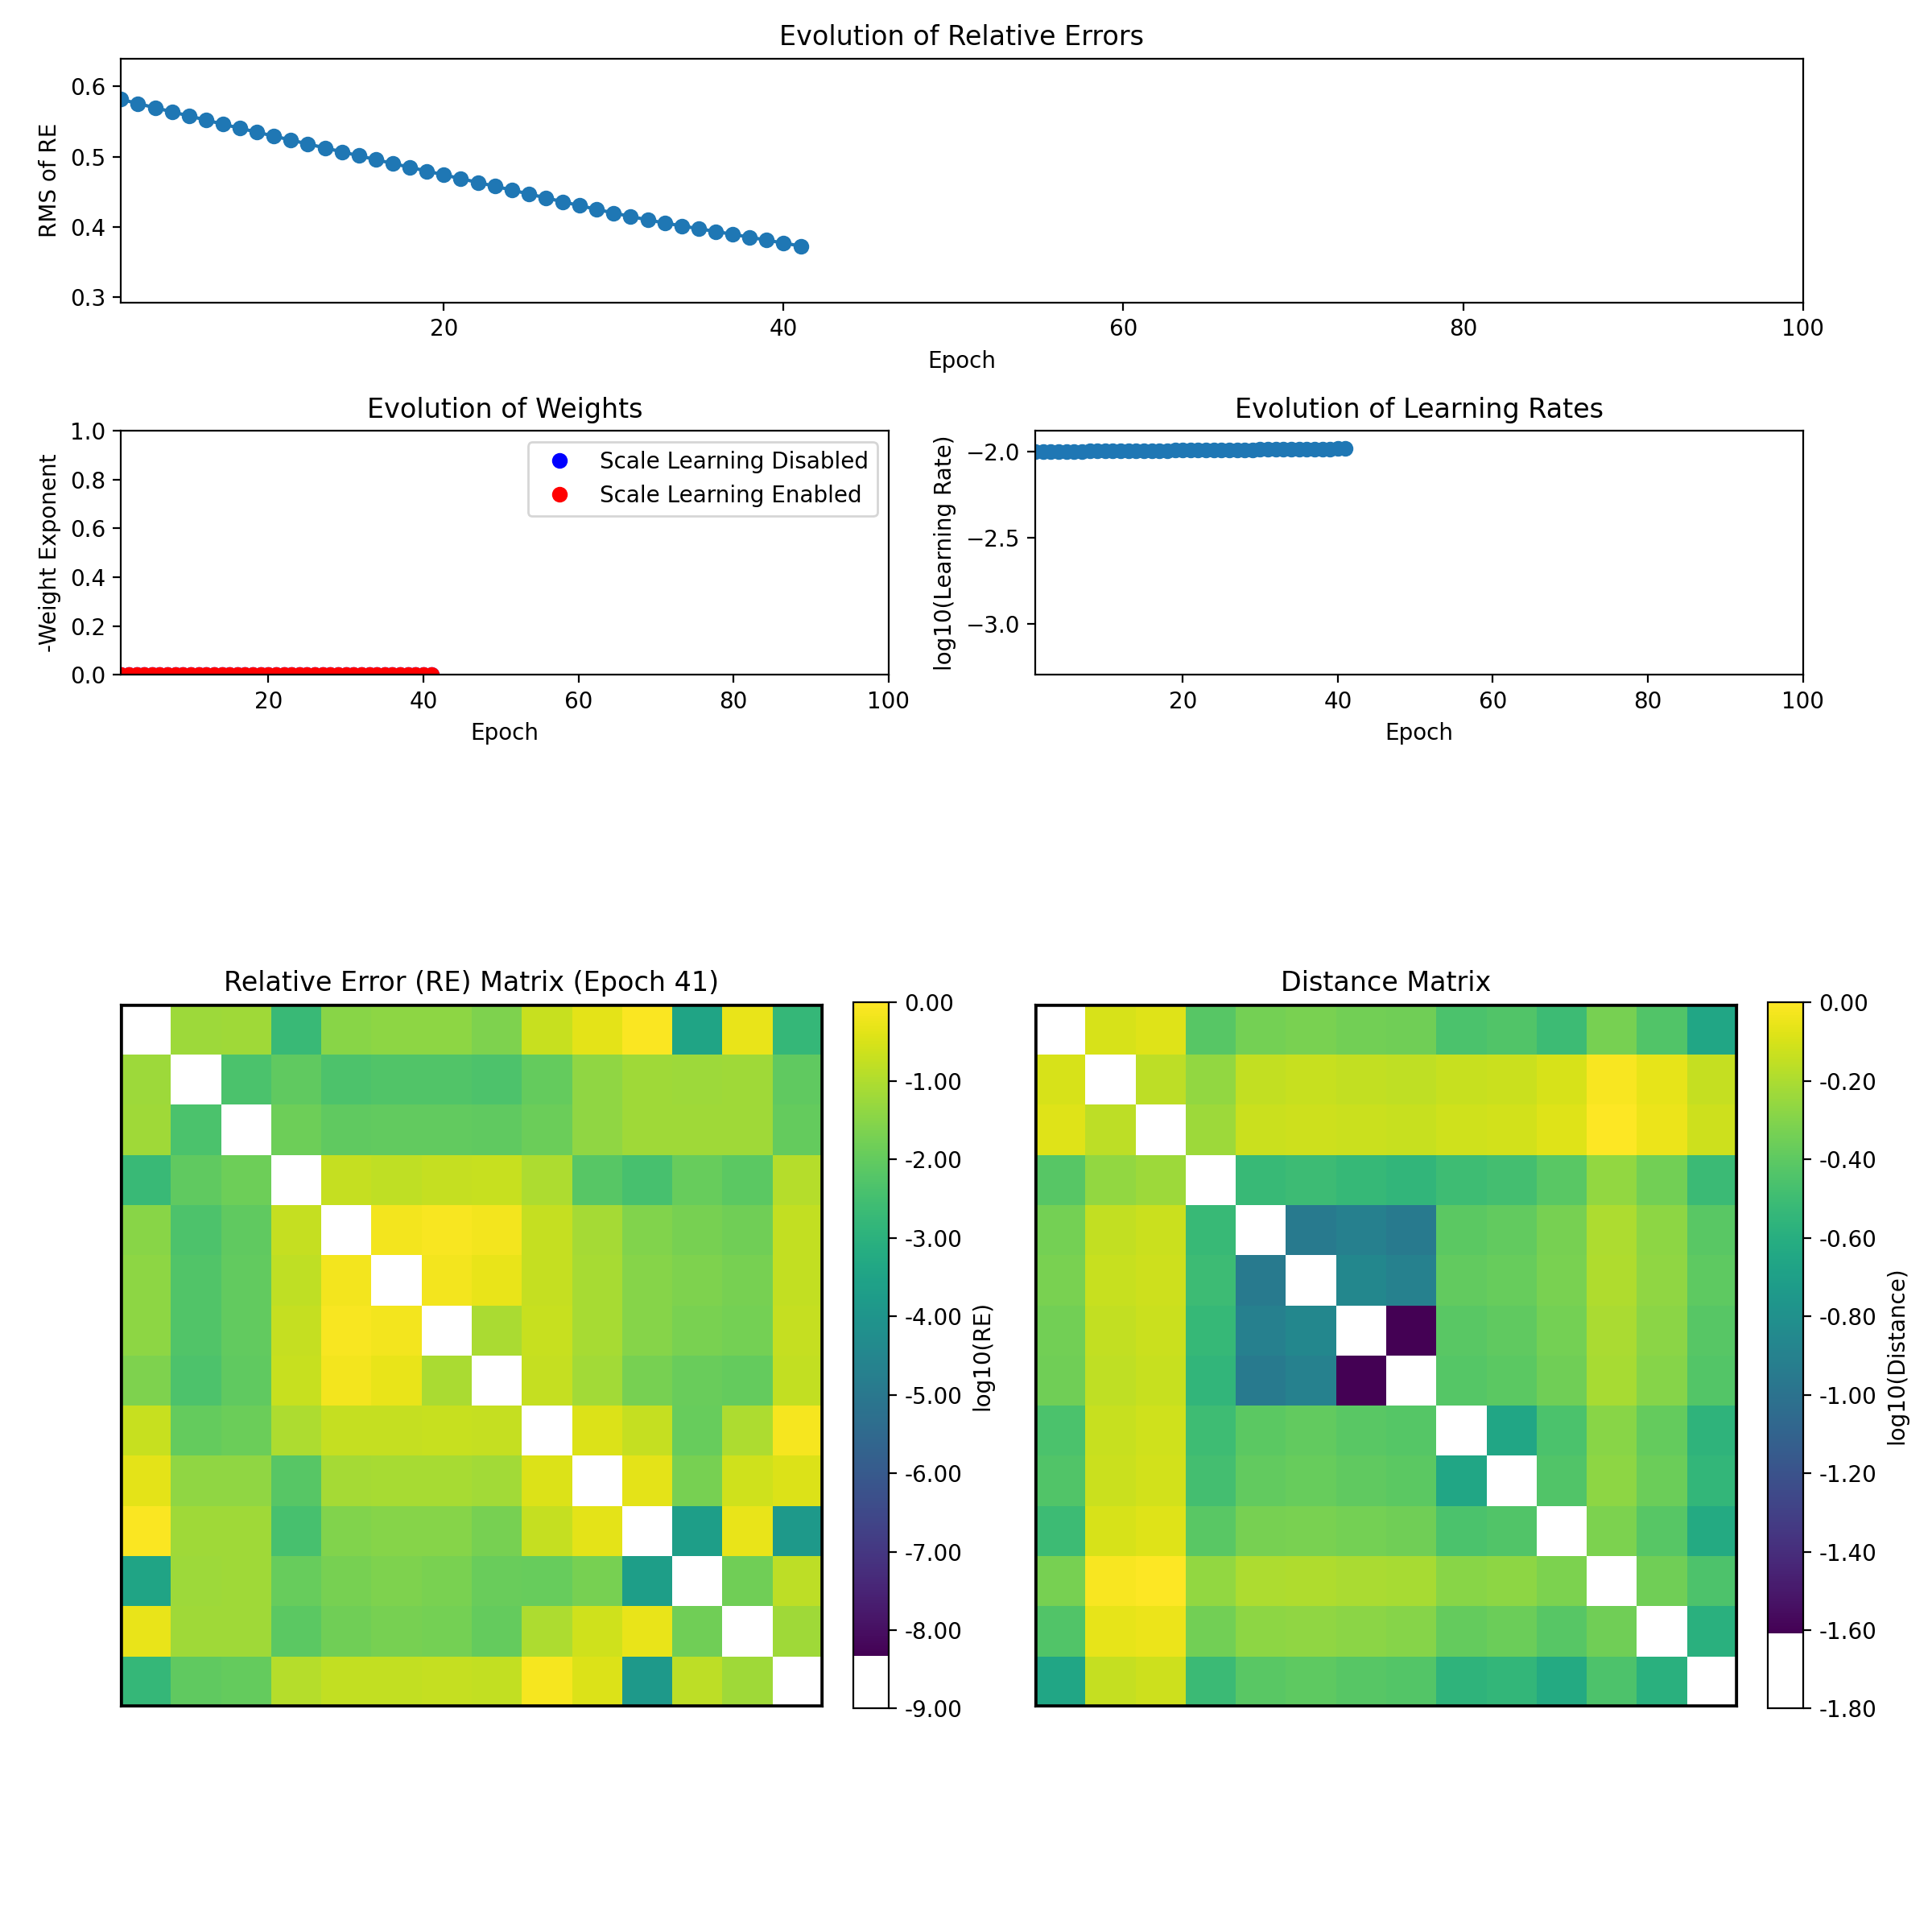 Evolution of Relative Errors
0.6
0.5
0.4
0.3
RMS of RE
20 40 60 80 100
Epoch
Evolution of Weights
1.0
0.8
0.6
0.4
0.2
0.0
-Weight Exponent
Scale Learning Disabled
Scale Learning Enabled
20 40 60 80 100
Epoch
Evolution of Learning Rates
−2.0
−2.5
−3.0
log10(Learning Rate)
20 40 60 80 100
Epoch
Relative Error (RE) Matrix (Epoch 41)
0.00
-1.00
-2.00
-3.00
-4.00
-5.00
-6.00
-7.00
-8.00
-9.00
log10(RE)
Distance Matrix
0.00
-0.20
-0.40
-0.60
-0.80
-1.00
-1.20
-1.40
-1.60
-1.80
log10(Distance)